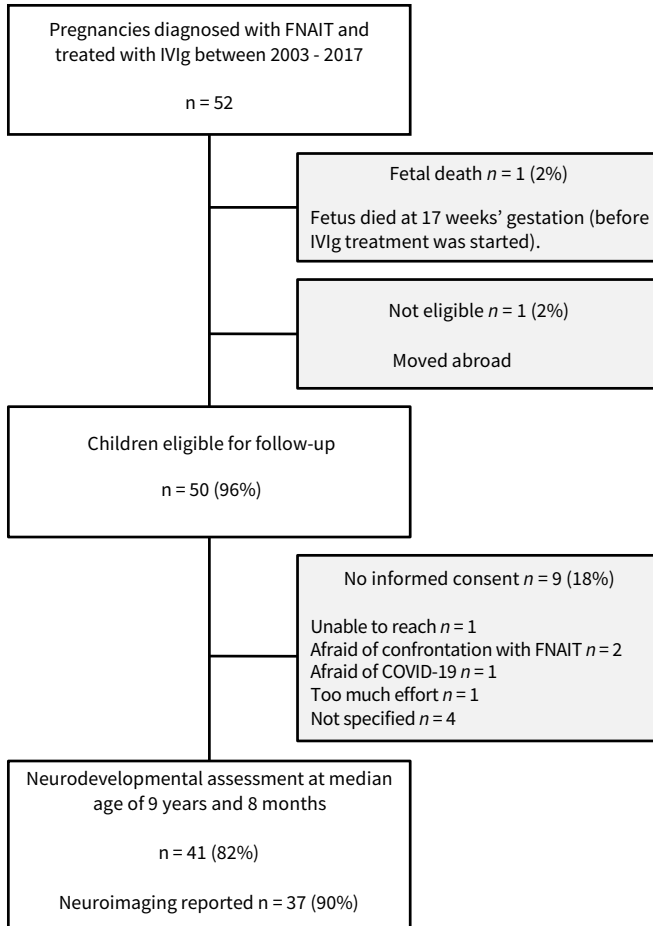 Pregnancies diagnosed with FNAIT and
treated with IVIg between 2003 - 2017
n = 52
Fetal death n = 1 (2%)
Fetus died at 17 weeks’ gestation (before
IVIg treatment was started).
Not eligible n = 1 (2%)
Moved abroad
Children eligible for follow-up
n = 50 (96%)
No informed consent n = 9 (18%)
Unable to reach n = 1
Afraid of confrontation with FNAIT n = 2
Afraid of COVID-19 n = 1
Too much effort n = 1
Not specified n = 4
Neurodevelopmental assessment at median
age of 9 years and 8 months
n = 41 (82%)
Neuroimaging reported n = 37 (90%)